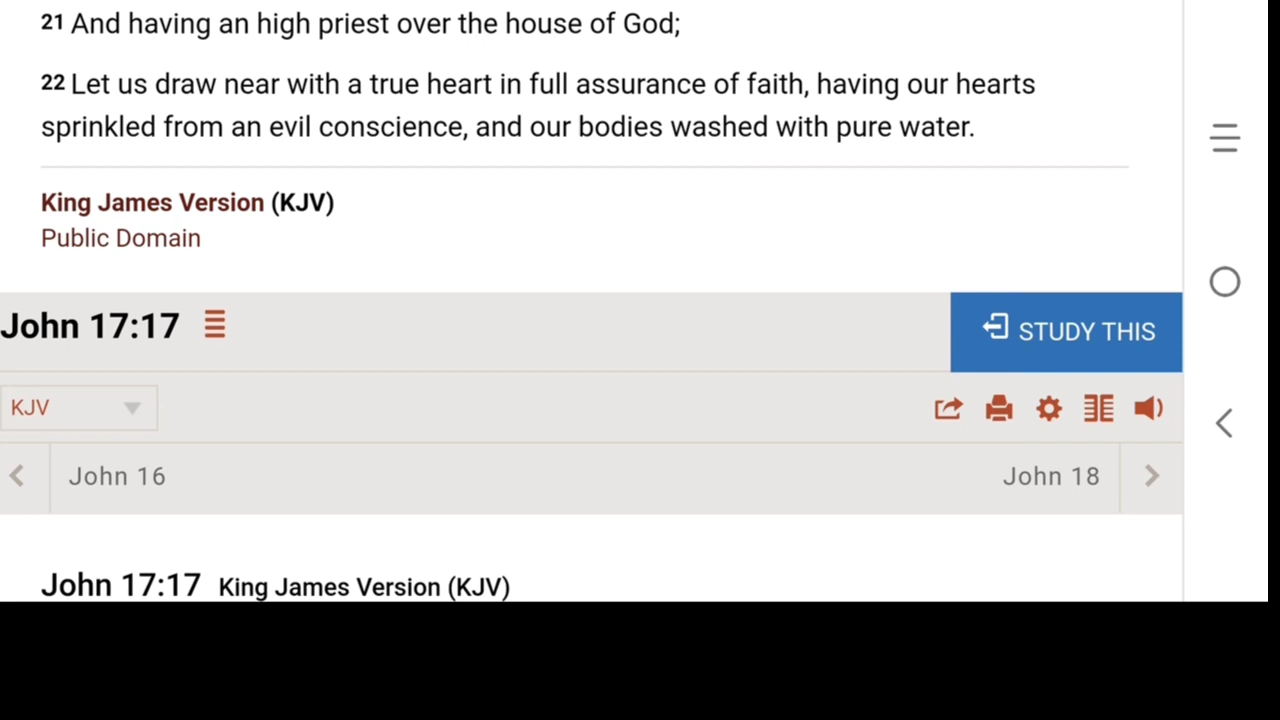 21 And having an high priest over the house of God;
22 Let us draw near with a true heart in full assurance of faith, having our hearts
sprinkled from an evil conscience, and our bodies washed with pure water.
King James Version (KJV)
Public Domain
John 17:17
STUDY THIS
KJV
John 16
John 18
John 17:17 King James Version (KJV)